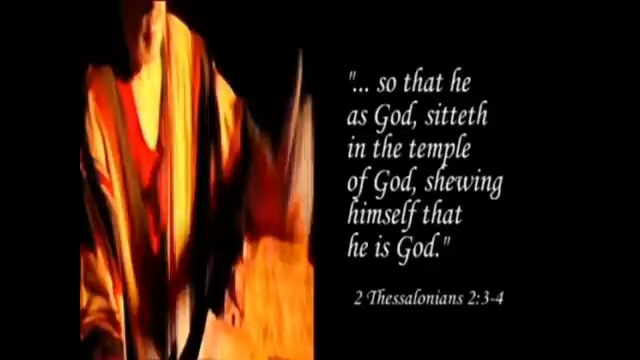 "... so that he
as God, sitteth
in the temple
of God, shewing
himself that
he is God."
2 Thessalonians 2:3-4